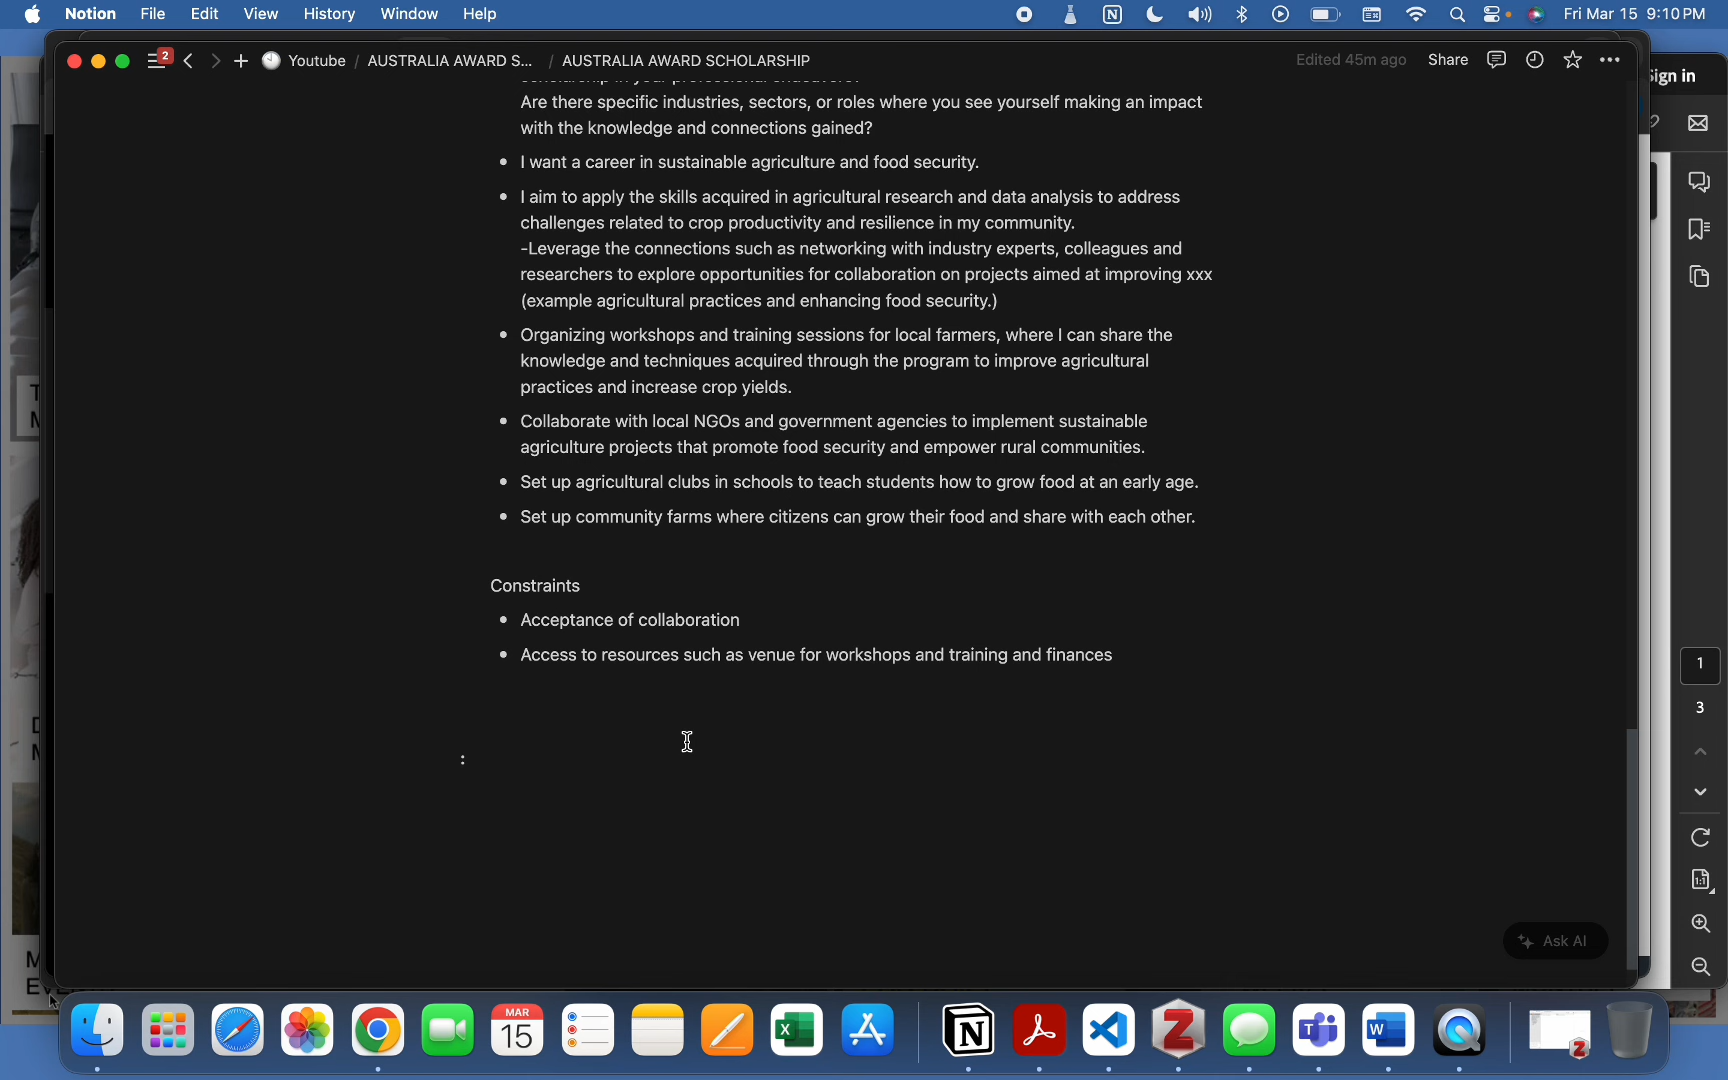 Notion File Edit View History Window Help
Fri Mar 15 9:10 PM
2
Youtube / AUSTRALIA AWARD S... / AUSTRALIA AWARD SCHOLARSHIP
Edited 45m ago Share
Sign in
Are there specific industries, sectors, or roles where you see yourself making an impact
with the knowledge and connections gained?
• I want a career in sustainable agriculture and food security.
• I aim to apply the skills acquired in agricultural research and data analysis to address
challenges related to crop productivity and resilience in my community.
-Leverage the connections such as networking with industry experts, colleagues and
researchers to explore opportunities for collaboration on projects aimed at improving xxx
(example agricultural practices and enhancing food security.)
• Organizing workshops and training sessions for local farmers, where I can share the
knowledge and techniques acquired through the program to improve agricultural
practices and increase crop yields.
• Collaborate with local NGOs and government agencies to implement sustainable
agriculture projects that promote food security and empower rural communities.
• Set up agricultural clubs in schools to teach students how to grow food at an early age.
• Set up community farms where citizens can grow their food and share with each other.
Constraints
• Acceptance of collaboration
• Access to resources such as venue for workshops and training and finances
1
3
Ask AI
MAR
15